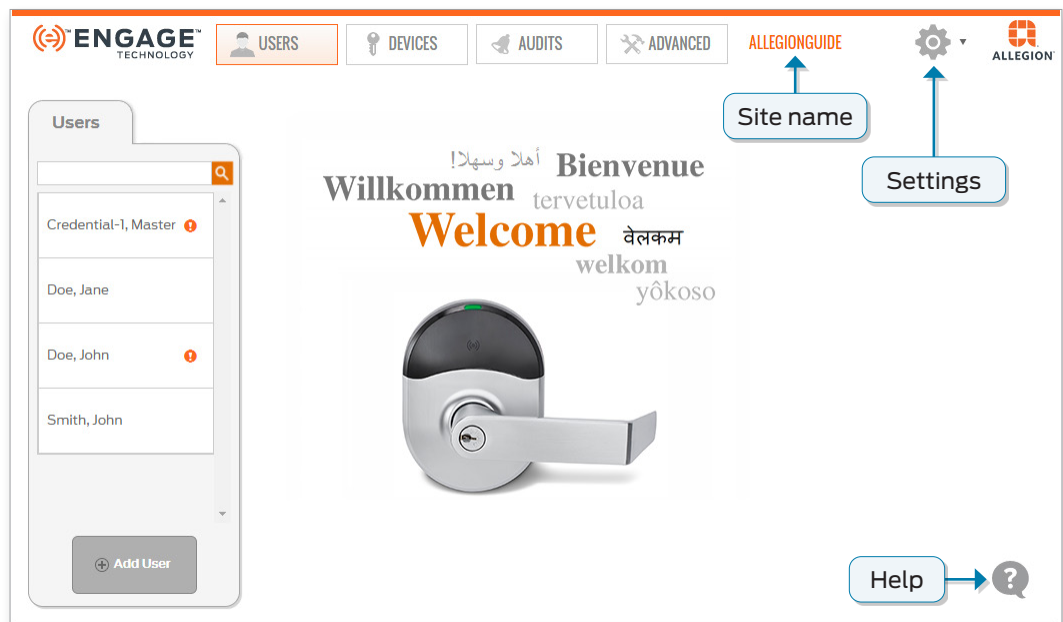 ENGAGE™
TECHNOLOGY
USERS
DEVICES
AUDITS
ADVANCED
ALLEGIONGUIDE
ALLEGION
Site name
Settings
Users
Credential-1, Master
Doe, Jane
Doe, John
Smith, John
Add User
أهلا وسهلا!
Bienvenue
Willkommen
tervetuloa
Welcome
वेलकम
welkom
yôkoso
Help
?